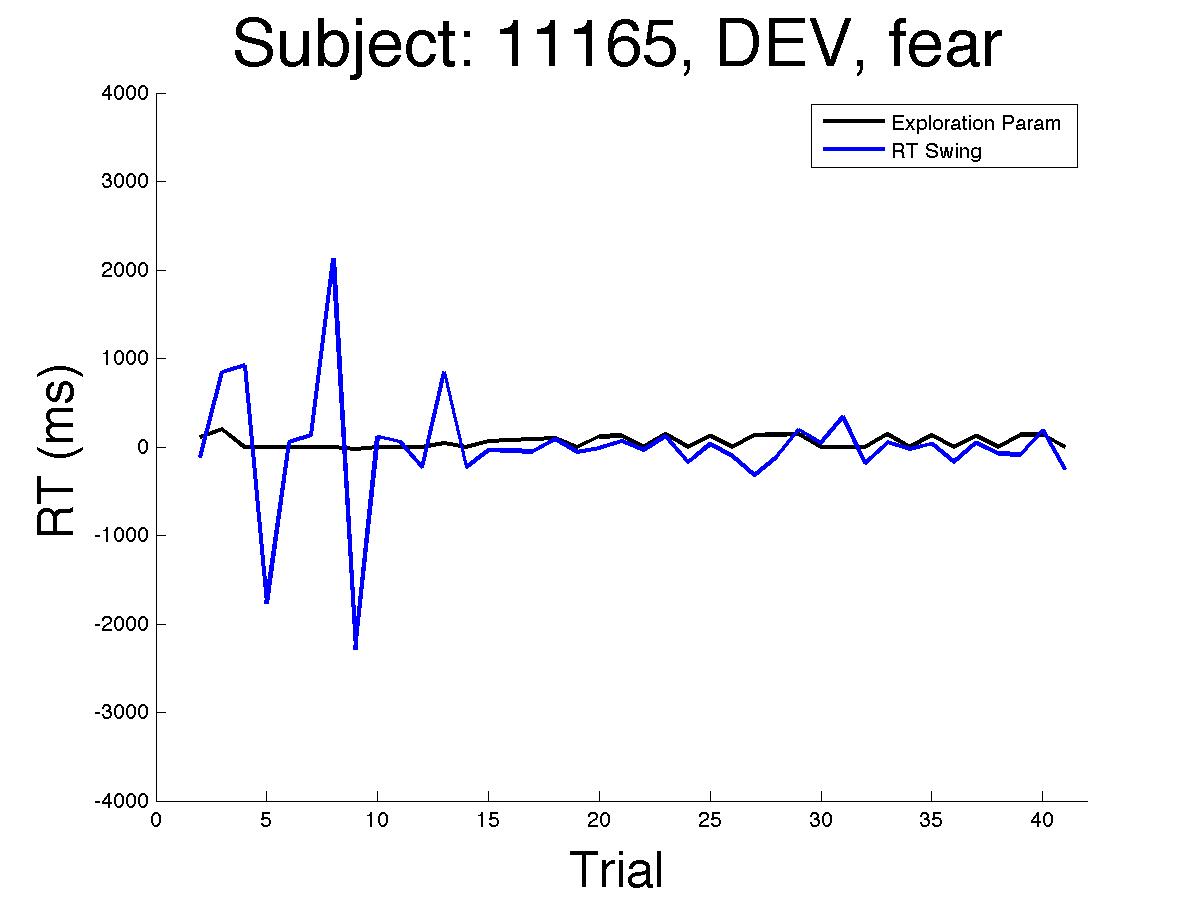 Subject: 11165, DEV, fear
Exploration Param
RT Swing
RT (ms)
4000
3000
2000
1000
0
-1000
-2000
-3000
-4000
0 5 10 15 20 25 30 35 40
Trial